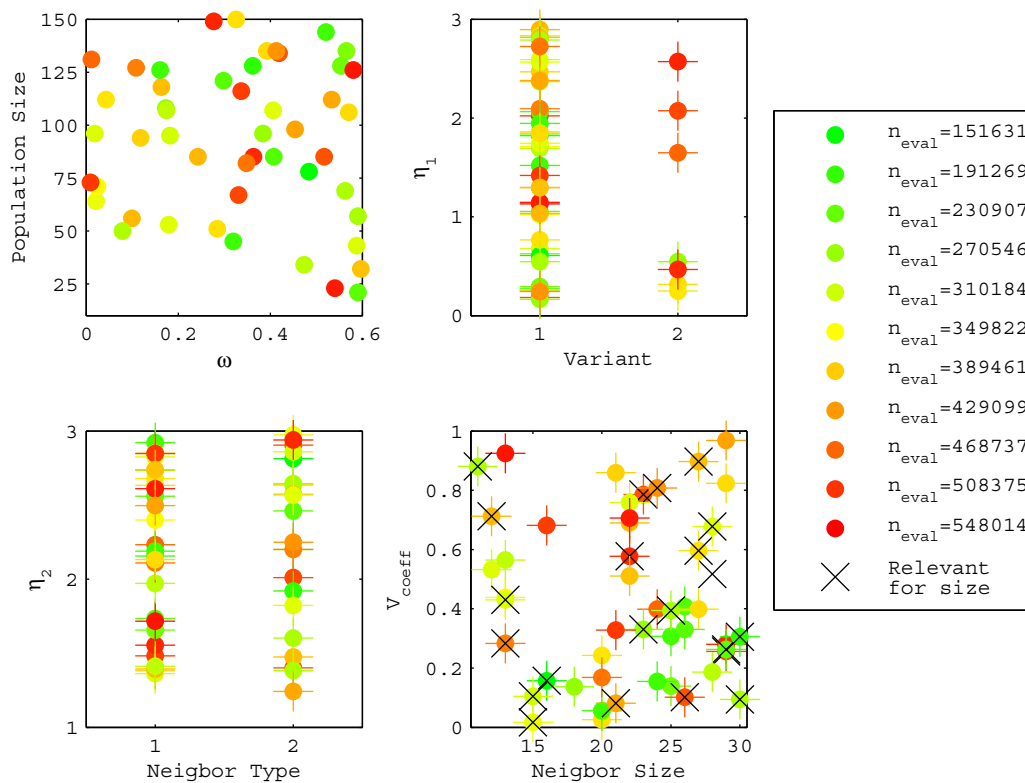 150
125
100
75
50
25
Population Size
0
0.2
0.4
0.6
ω
3
2
1
0
η1
1
2
Variant
3
2
1
η2
1
2
Neigbor Type
1
0.8
0.6
0.4
0.2
0
Vcoeff
15
20
25
30
Neigbor Size
neval=151631
neval=191269
neval=230907
neval=270546
neval=310184
neval=349822
neval=389461
neval=429099
neval=468737
neval=508375
neval=548014
Relevant
for size